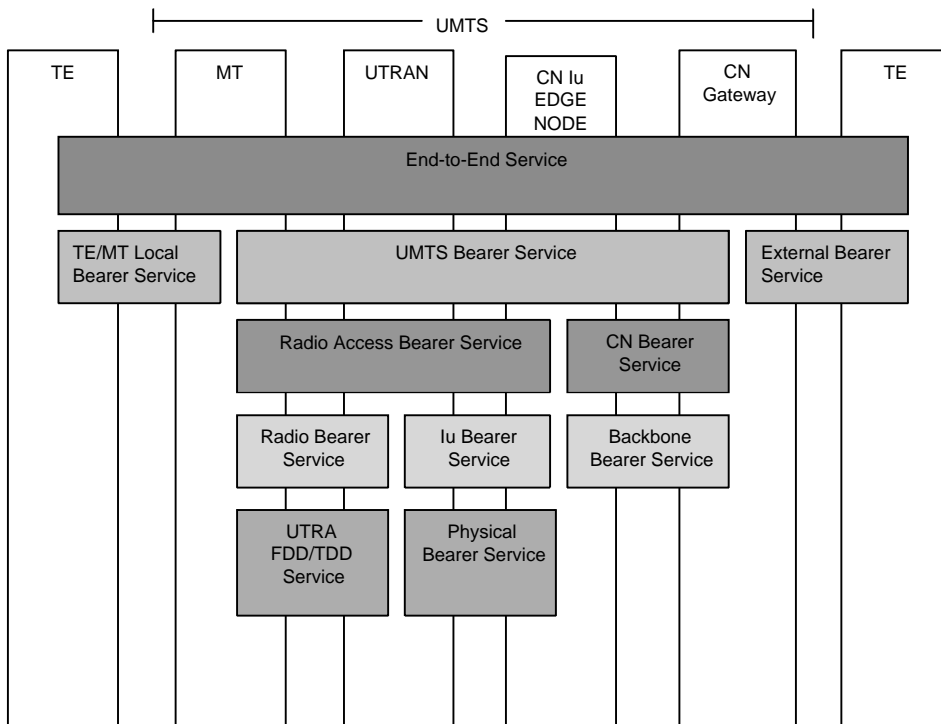 UMTS
TE
MT
UTRAN
CN Iu
EDGE
NODE
CN
Gateway
TE
End-to-End Service
TE/MT Local
Bearer Service
UMTS Bearer Service
External Bearer
Service
Radio Access Bearer Service
CN Bearer
Service
Radio Bearer
Service
Iu Bearer
Service
Backbone
Bearer Service
UTRA
FDD/TDD
Service
Physical
Bearer Service